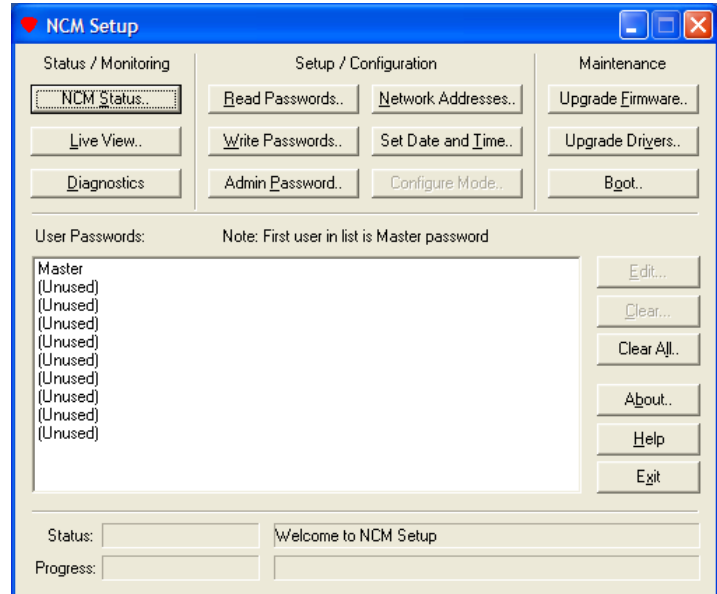 NCM Setup
Status / Monitoring
Setup / Configuration
Maintenance
NCM Status..
Read Passwords..
Network Addresses..
Upgrade Firmware..
Live View..
Write Passwords..
Set Date and Time..
Upgrade Drivers..
Diagnostics
Admin Password..
Configure Mode..
Boot..
User Passwords:
Note: First user in list is Master password
Master
(Unused)
(Unused)
(Unused)
(Unused)
(Unused)
(Unused)
(Unused)
(Unused)
(Unused)
Edit...
Clear...
Clear All..
About..
Help
Exit
Status:
Welcome to NCM Setup
Progress: